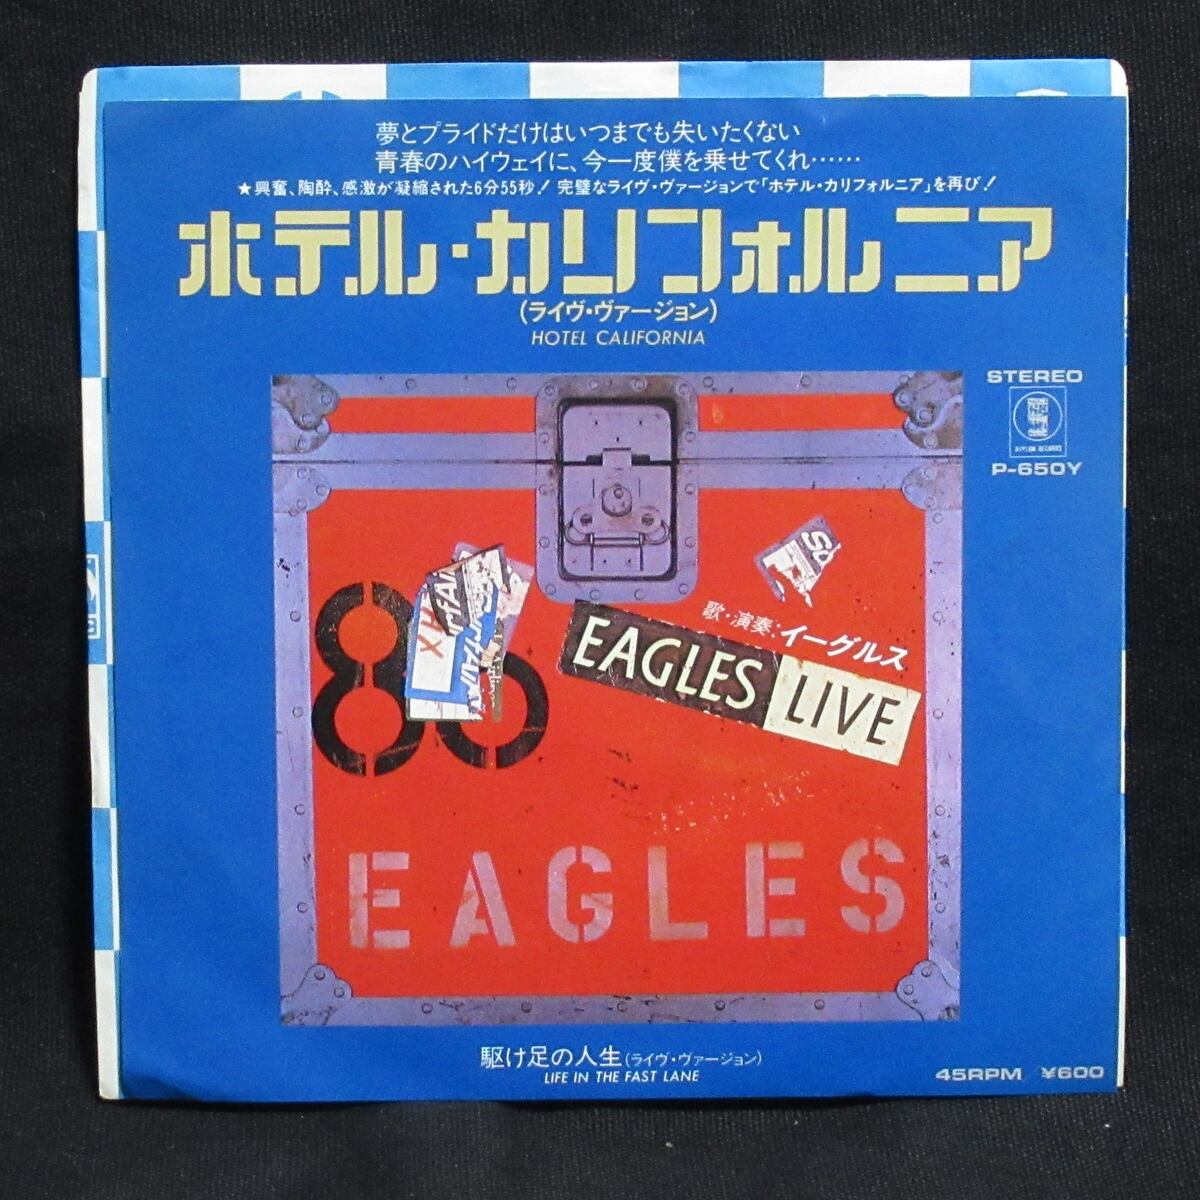 夢とプライドだけはいつまでも失いたくない
青春のハイウェイに、今一度僕を乗せてくれ……
★興奮、陶酔、感激が凝縮された6分55秒! 完璧なライヴ・ヴァージョンで「ホテル・カリフォルニア」を再び!
ホテル・カリフォルニア
(ライヴ・ヴァージョン)
HOTEL CALIFORNIA
STEREO
ASYLUM RECORDS
P-650Y
歌・演奏:イーグルス
EAGLES LIVE
86
EAGLES
駆け足の人生(ライヴ・ヴァージョン)
LIFE IN THE FAST LANE
45RPM / ¥600